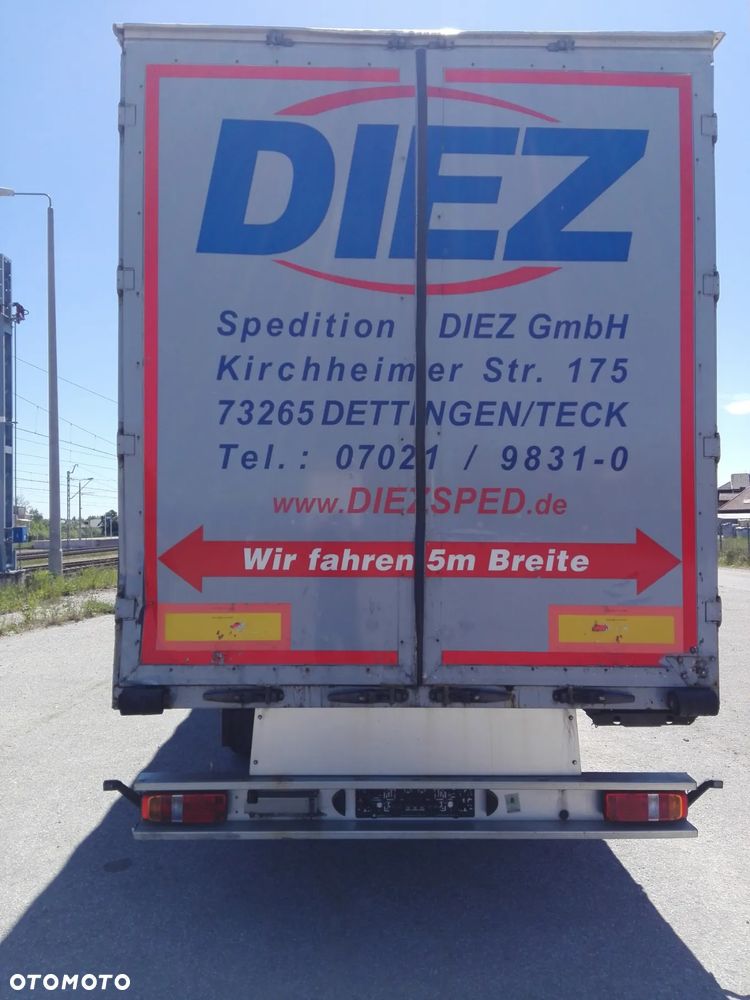 DIEZ
Spedition DIEZ GmbH
Kirchheimer Str. 175
73265 DETTINGEN/TECK
Tel.: 07021 / 9831-0
www.DIEZSPED.de
Wir fahren 5m Breite
OTOMOTO